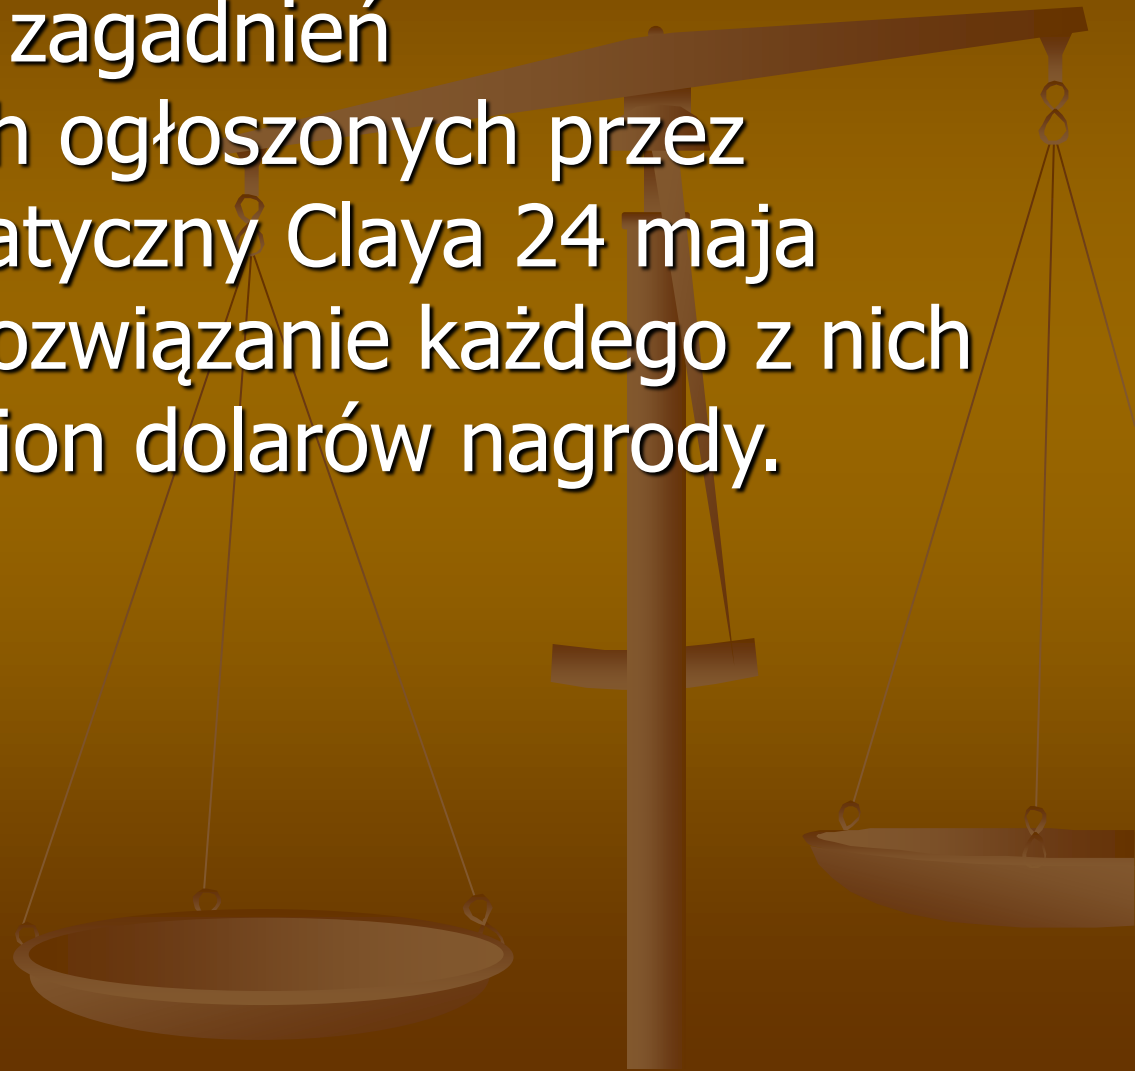 zagadnień
h ogłoszonych przez
atyczny Claya 24 maja
ozwiązanie każdego z nich
ion dolarów nagrody.